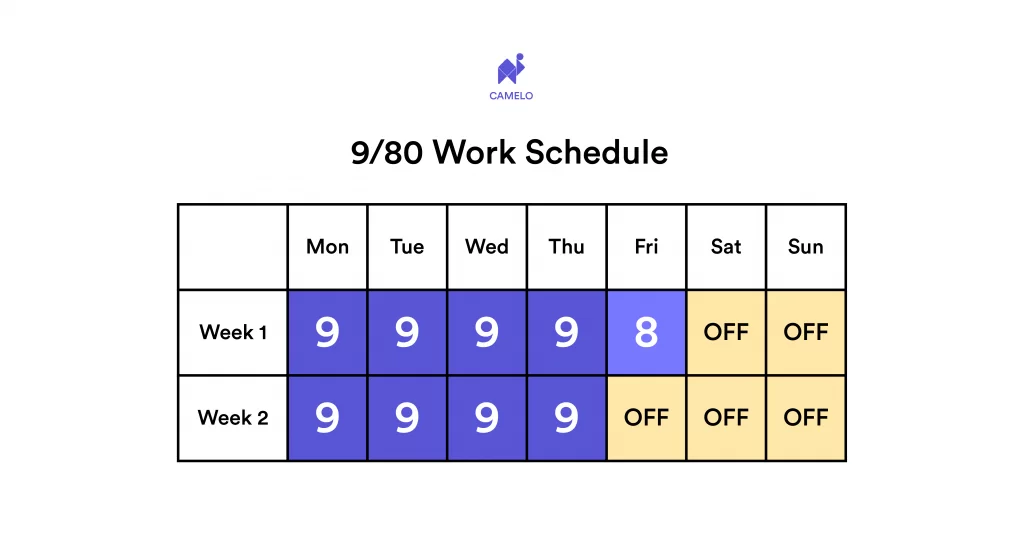 CAMELO
9/80 Work Schedule
Mon Tue Wed Thu Fri Sat Sun
Week 1 9 9 9 9 8 OFF OFF
Week 2 9 9 9 9 OFF OFF OFF